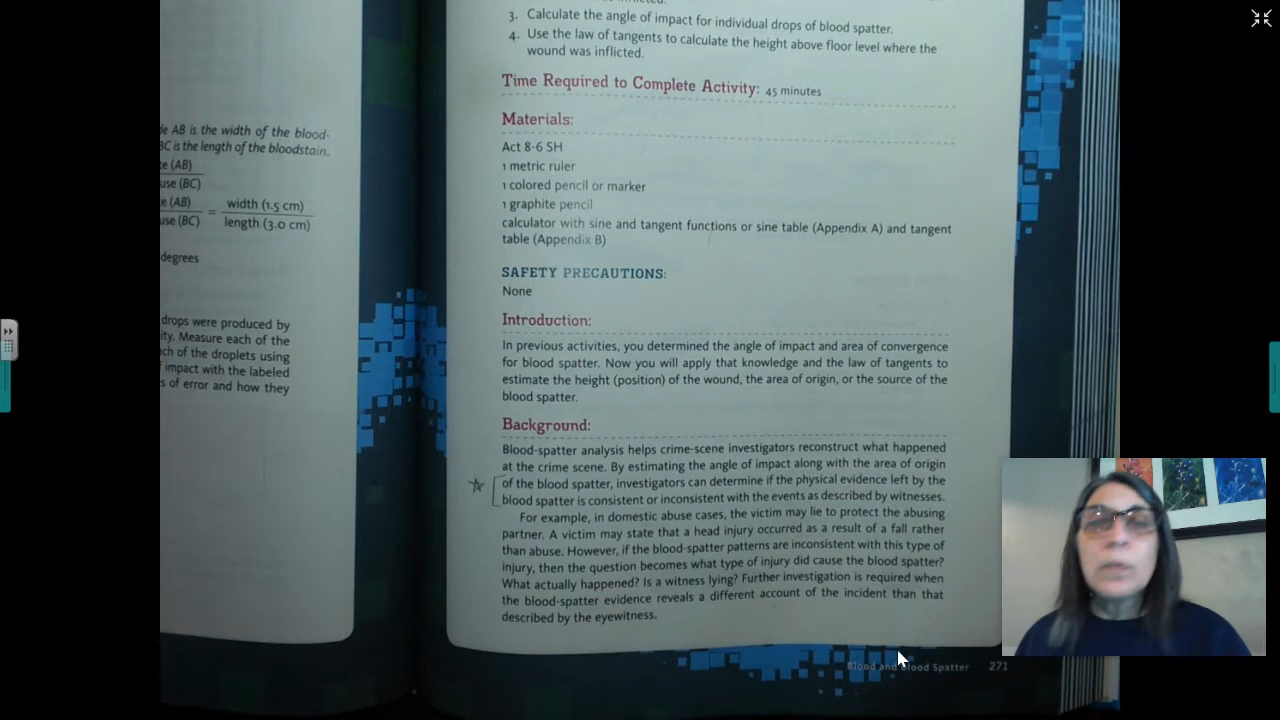 le AB is the width of the blood-
BC is the length of the bloodstain.
e (AB)
use (BC)
e (AB)
use (BC)
= width (1.5 cm)
length (3.0 cm)
degrees
drops were produced by
ity. Measure each of the
ch of the droplets using
impact with the labeled
s of error and how they
3. Calculate the angle of impact for individual drops of blood spatter.
4. Use the law of tangents to calculate the height above floor level where the
wound was inflicted.
Time Required to Complete Activity: 45 minutes
Materials:
Act 8-6 SH
1 metric ruler
1 colored pencil or marker
1 graphite pencil
calculator with sine and tangent functions or sine table (Appendix A) and tangent
table (Appendix B)
SAFETY PRECAUTIONS:
None
Introduction:
In previous activities, you determined the angle of impact and area of convergence
for blood spatter. Now you will apply that knowledge and the law of tangents to
estimate the height (position) of the wound, the area of origin, or the source of the
blood spatter.
Background:
Blood-spatter analysis helps crime-scene investigators reconstruct what happened
at the crime scene. By estimating the angle of impact along with the area of origin
of the blood spatter, investigators can determine if the physical evidence left by the
blood spatter is consistent or inconsistent with the events as described by witnesses.
For example, in domestic abuse cases, the victim may lie to protect the abusing
partner. A victim may state that a head injury occurred as a result of a fall rather
than abuse. However, if the blood-spatter patterns are inconsistent with this type of
injury, then the question becomes what type of injury did cause the blood spatter?
What actually happened? Is a witness lying? Further investigation is required when
the blood-spatter evidence reveals a different account of the incident than that
described by the eyewitness.
Blood and Blood Spatter 271